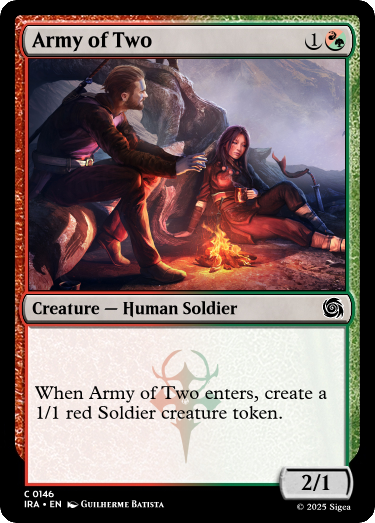 Army of Two 1
Creature — Human Soldier
When Army of Two enters, create a
1/1 red Soldier creature token.
2/1
C 0146
IRA • EN Guilherme Batista
© 2025 Sigea